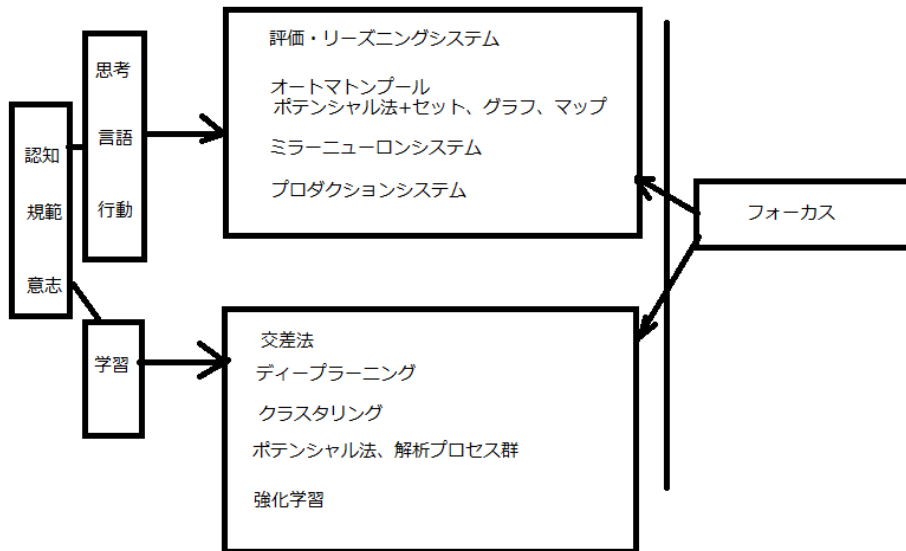 認知
規範
意志
思考
言語
行動
学習
評価・リーズニングシステム
オートマトンプール
ポテンシャル法+セット、グラフ、マップ
ミラーニューロンシステム
プロダクションシステム
交差法
ディープラーニング
クラスタリング
ポテンシャル法、解析プロセス群
強化学習
フォーカス